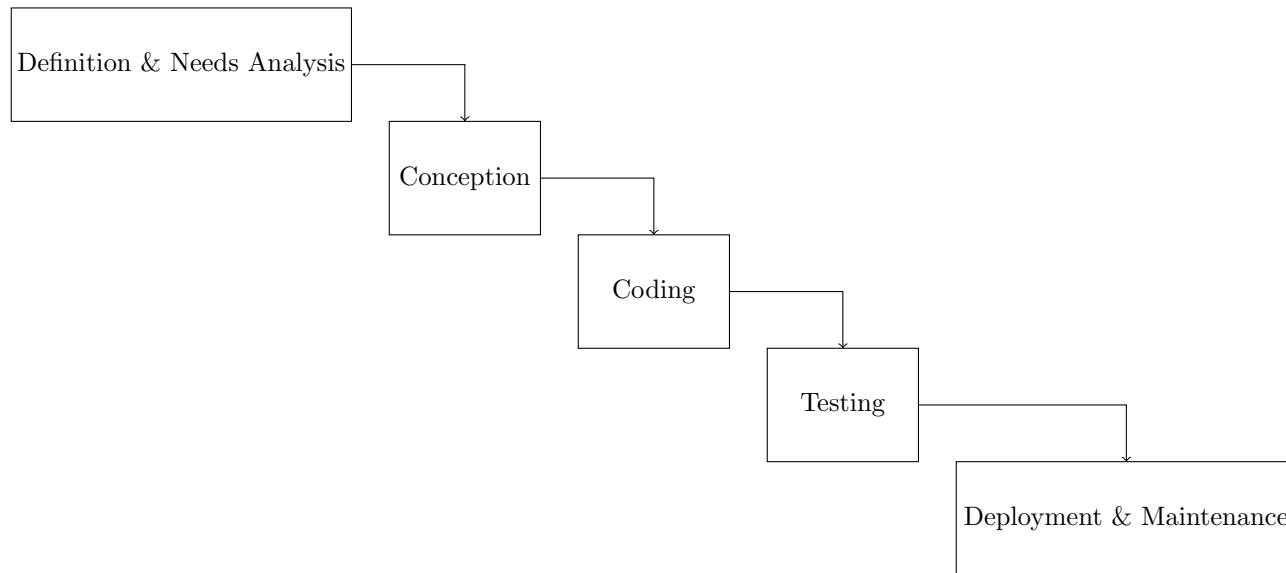 Definition & Needs Analysis
Conception
Coding
Testing
Deployment & Maintenance